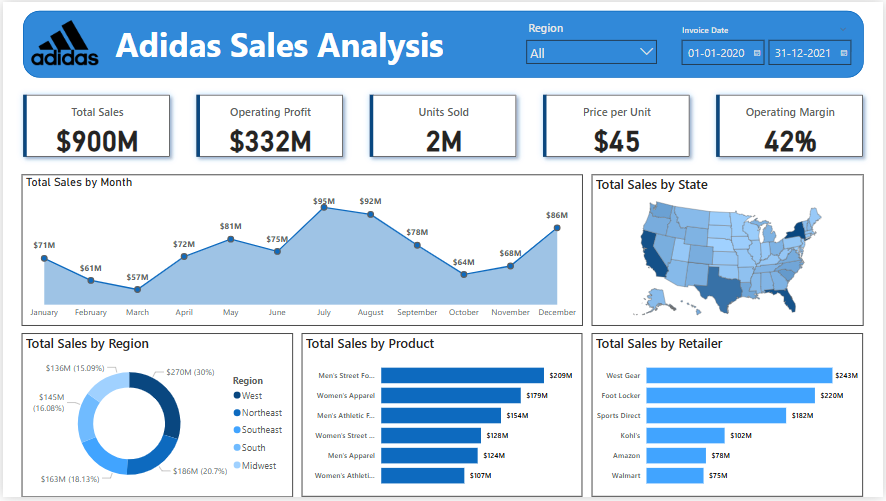 adidas
Adidas Sales Analysis
Region
All
Invoice Date
01-01-2020
31-12-2021
Total Sales
$900M
Operating Profit
$332M
Units Sold
2M
Price per Unit
$45
Operating Margin
42%
Total Sales by Month
$71M
$61M
$57M
$72M
$81M
$75M
$95M
$92M
$78M
$64M
$68M
$86M
January February March April May June July August September October November December
Total Sales by State
Total Sales by Region
$136M (15.09%)
$270M (30%)
$145M
(16.08%)
$163M (18.13%)
$186M (20.7%)
Region
West
Northeast
Southeast
South
Midwest
Total Sales by Product
Men's Street Fo... $209M
Women's Apparel $179M
Men's Athletic F... $154M
Women's Street ... $128M
Men's Apparel $124M
Women's Athleti... $107M
Total Sales by Retailer
West Gear $243M
Foot Locker $220M
Sports Direct $182M
Kohl's $102M
Amazon $78M
Walmart $75M